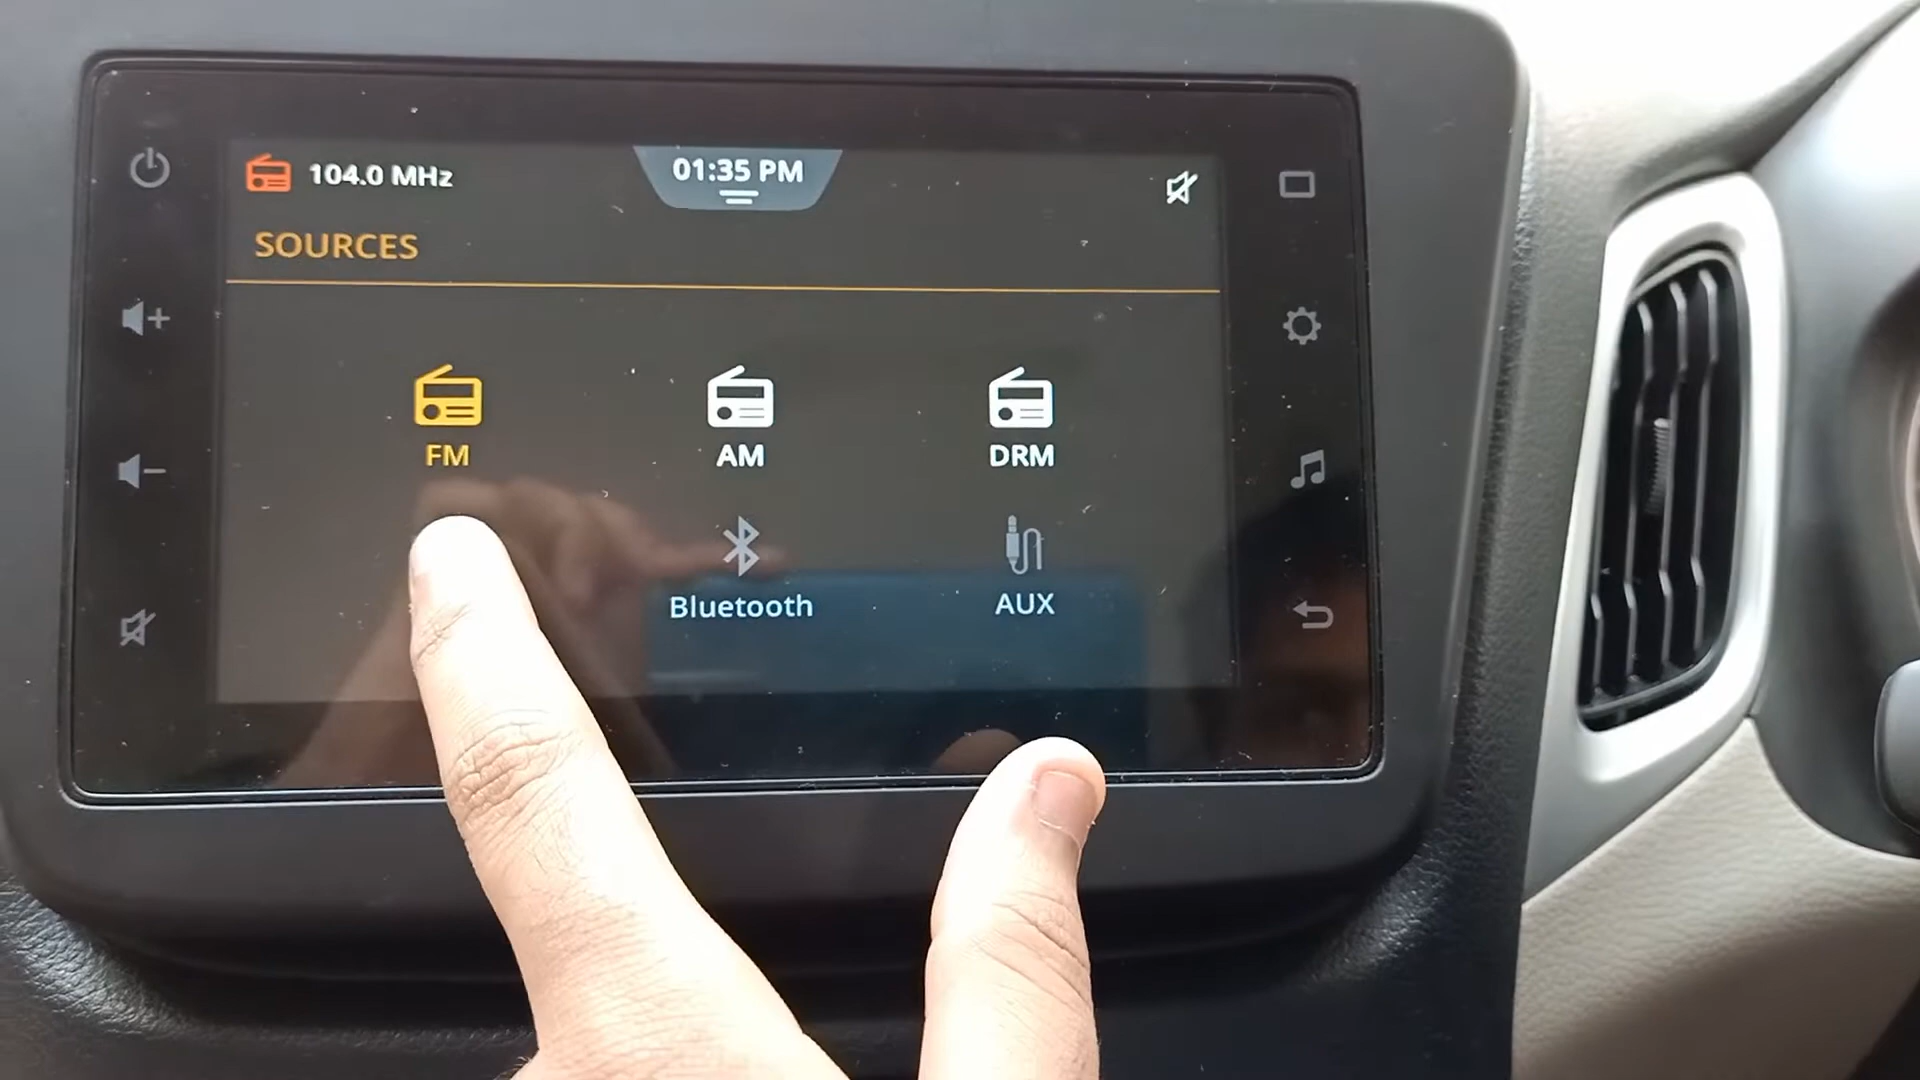 104.0 MHz
01:35 PM
SOURCES
FM
AM
DRM
Bluetooth
AUX